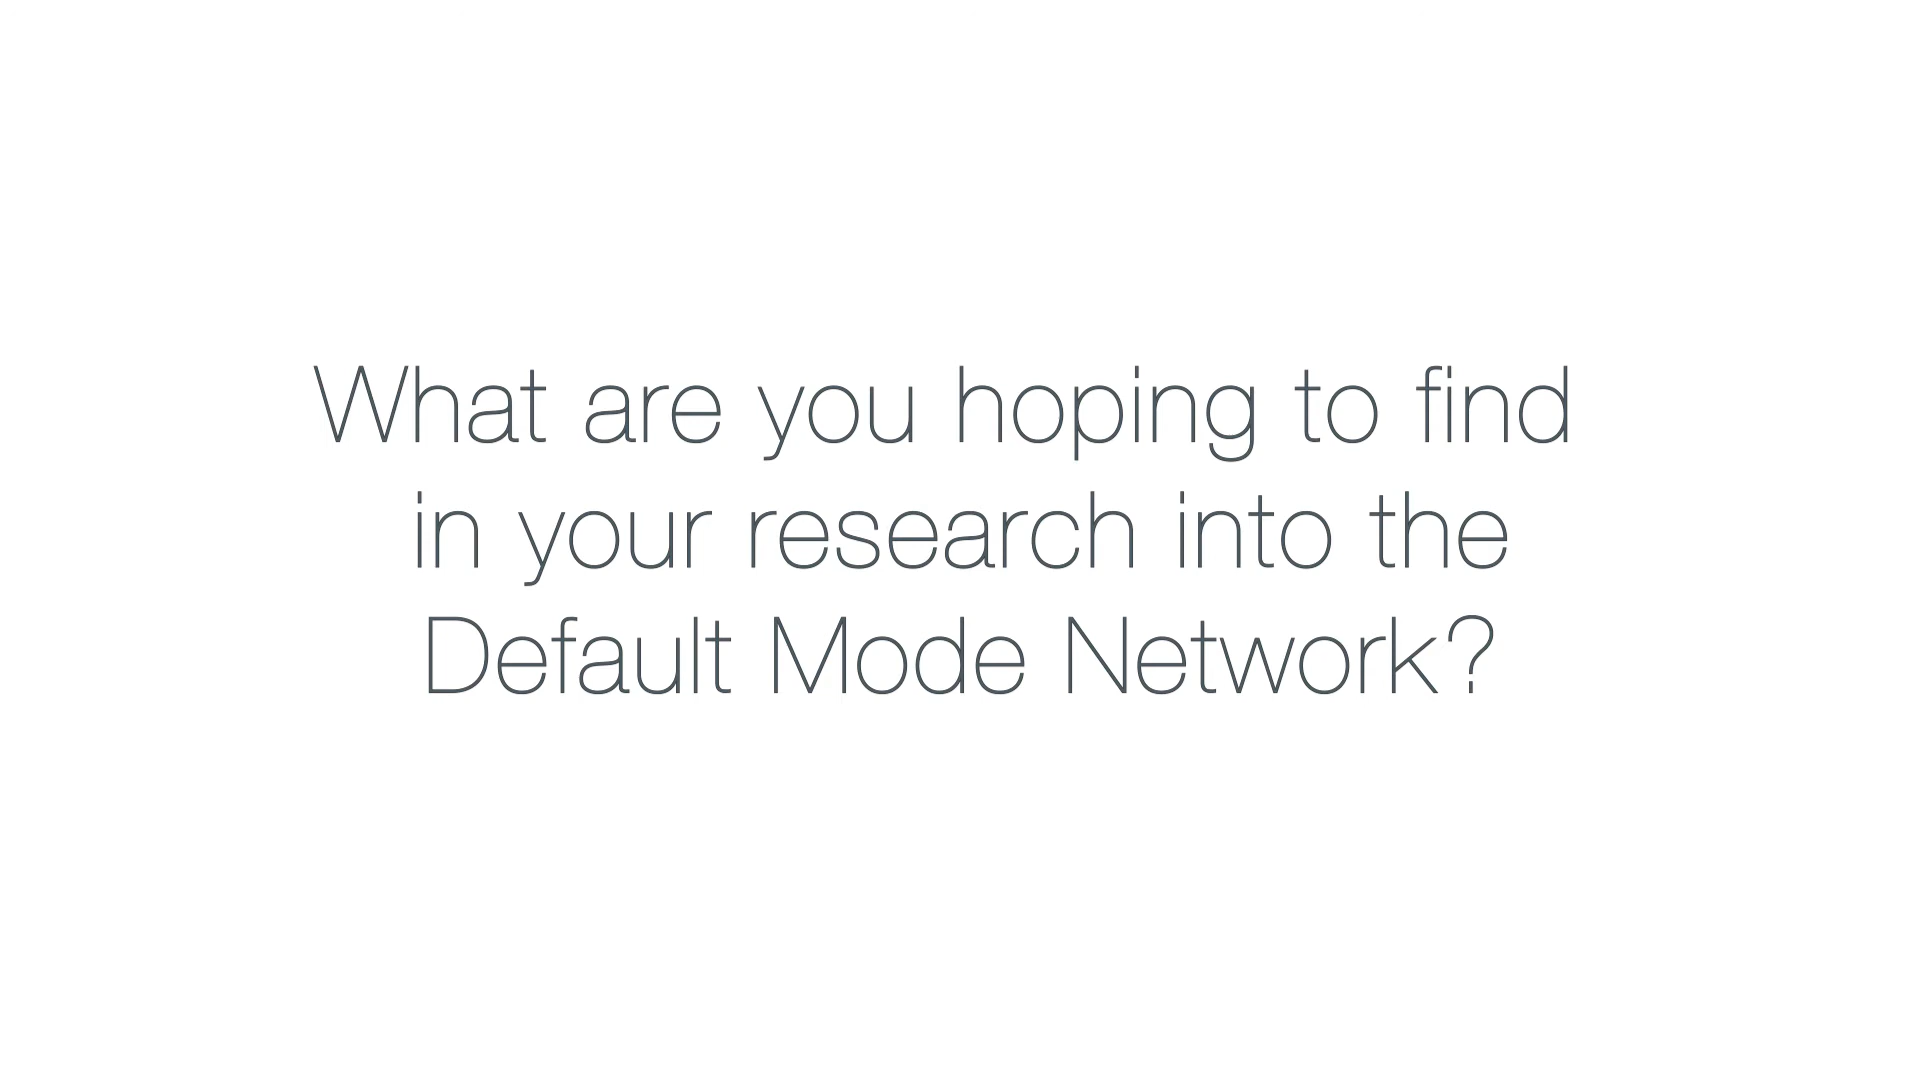 What are you hoping to find
in your research into the
Default Mode Network?